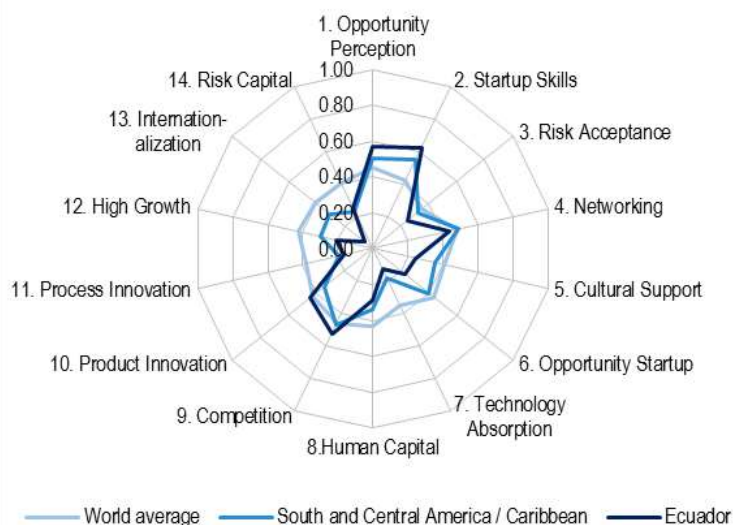 1. Opportunity
Perception
1.00
14. Risk Capital
2. Startup Skills
0.80
13. Internation-
alization
0.60
3. Risk Acceptance
0.40
12. High Growth
0.20
4. Networking
0.00
11. Process Innovation
5. Cultural Support
10. Product Innovation
6. Opportunity Startup
9. Competition
7. Technology
Absorption
8.Human Capital
World average
South and Central America / Caribbean
Ecuador